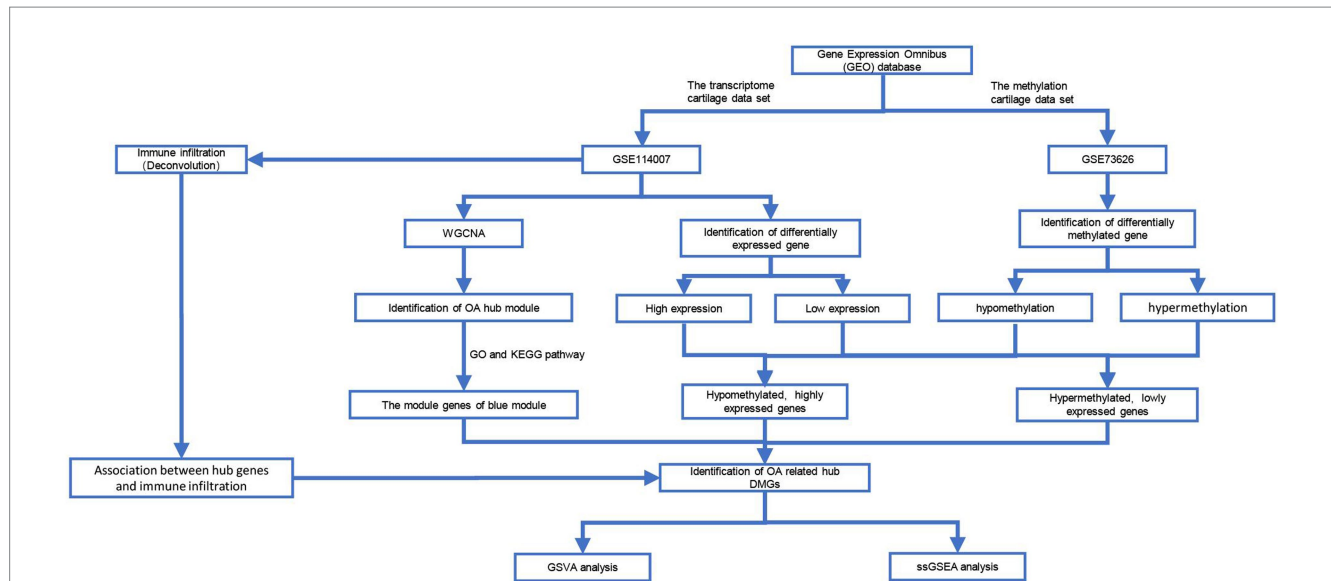 Gene Expression Omnibus
(GEO) database
The transcriptome
cartilage data set
The methylation
cartilage data set
Immune infiltration
(Deconvolution)
GSE114007
GSE73626
WGCNA
Identification of differentially
expressed gene
Identification of differentially
methylated gene
Identification of OA hub module
High expression
Low expression
hypomethylation
hypermethylation
GO and KEGG pathway
The module genes of blue module
Hypomethylated, highly
expressed genes
Hypermethylated, lowly
expressed genes
Association between hub genes
and immune infiltration
Identification of OA related hub
DMGs
GSVA analysis
ssGSEA analysis